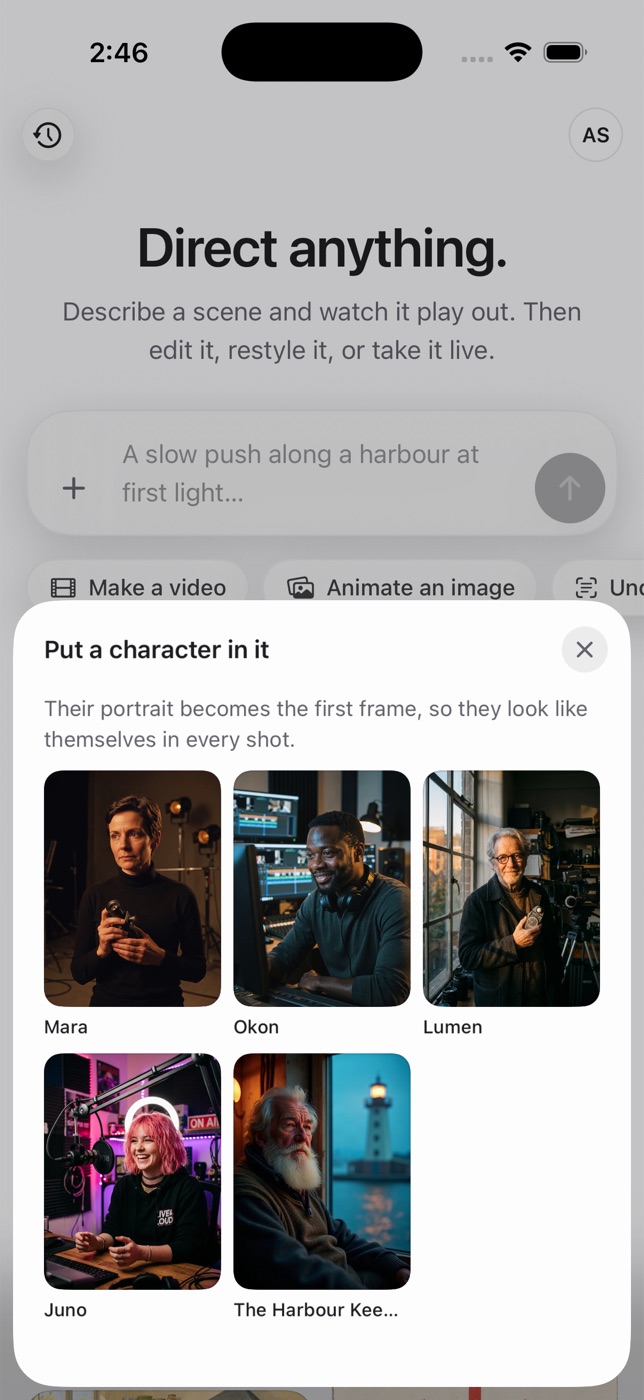 2:46
AS
Direct anything.
Describe a scene and watch it play out. Then
edit it, restyle it, or take it live.
A slow push along a harbour at
first light...
Make a video
Animate an image
Und
Put a character in it
Their portrait becomes the first frame, so they look like
themselves in every shot.
Mara
Okon
Lumen
ON AI
LIVE
LOUD
Juno
The Harbour Kee...